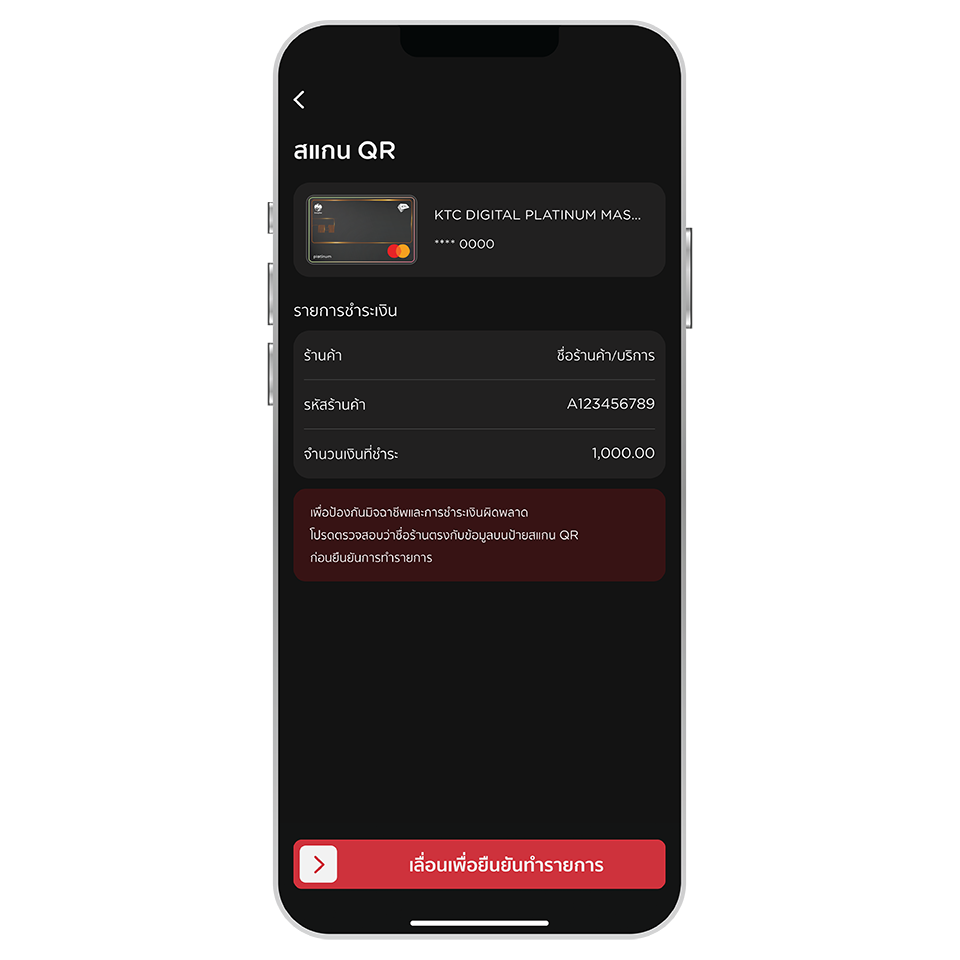 สแกน QR
platinum
KTC DIGITAL PLATINUM MAS...
**** 0000
รายการชำระเงิน
ร้านค้า ชื่อร้านค้า/บริการ
รหัสร้านค้า A123456789
จำนวนเงินที่ชำระ 1,000.00
เพื่อป้องกันมิจฉาชีพและการชำระเงินผิดพลาด
โปรดตรวจสอบว่าชื่อร้านตรงกับข้อมูลบนป้ายสแกน QR
ก่อนยืนยันการทำรายการ
เลื่อนเพื่อยืนยันทำรายการ